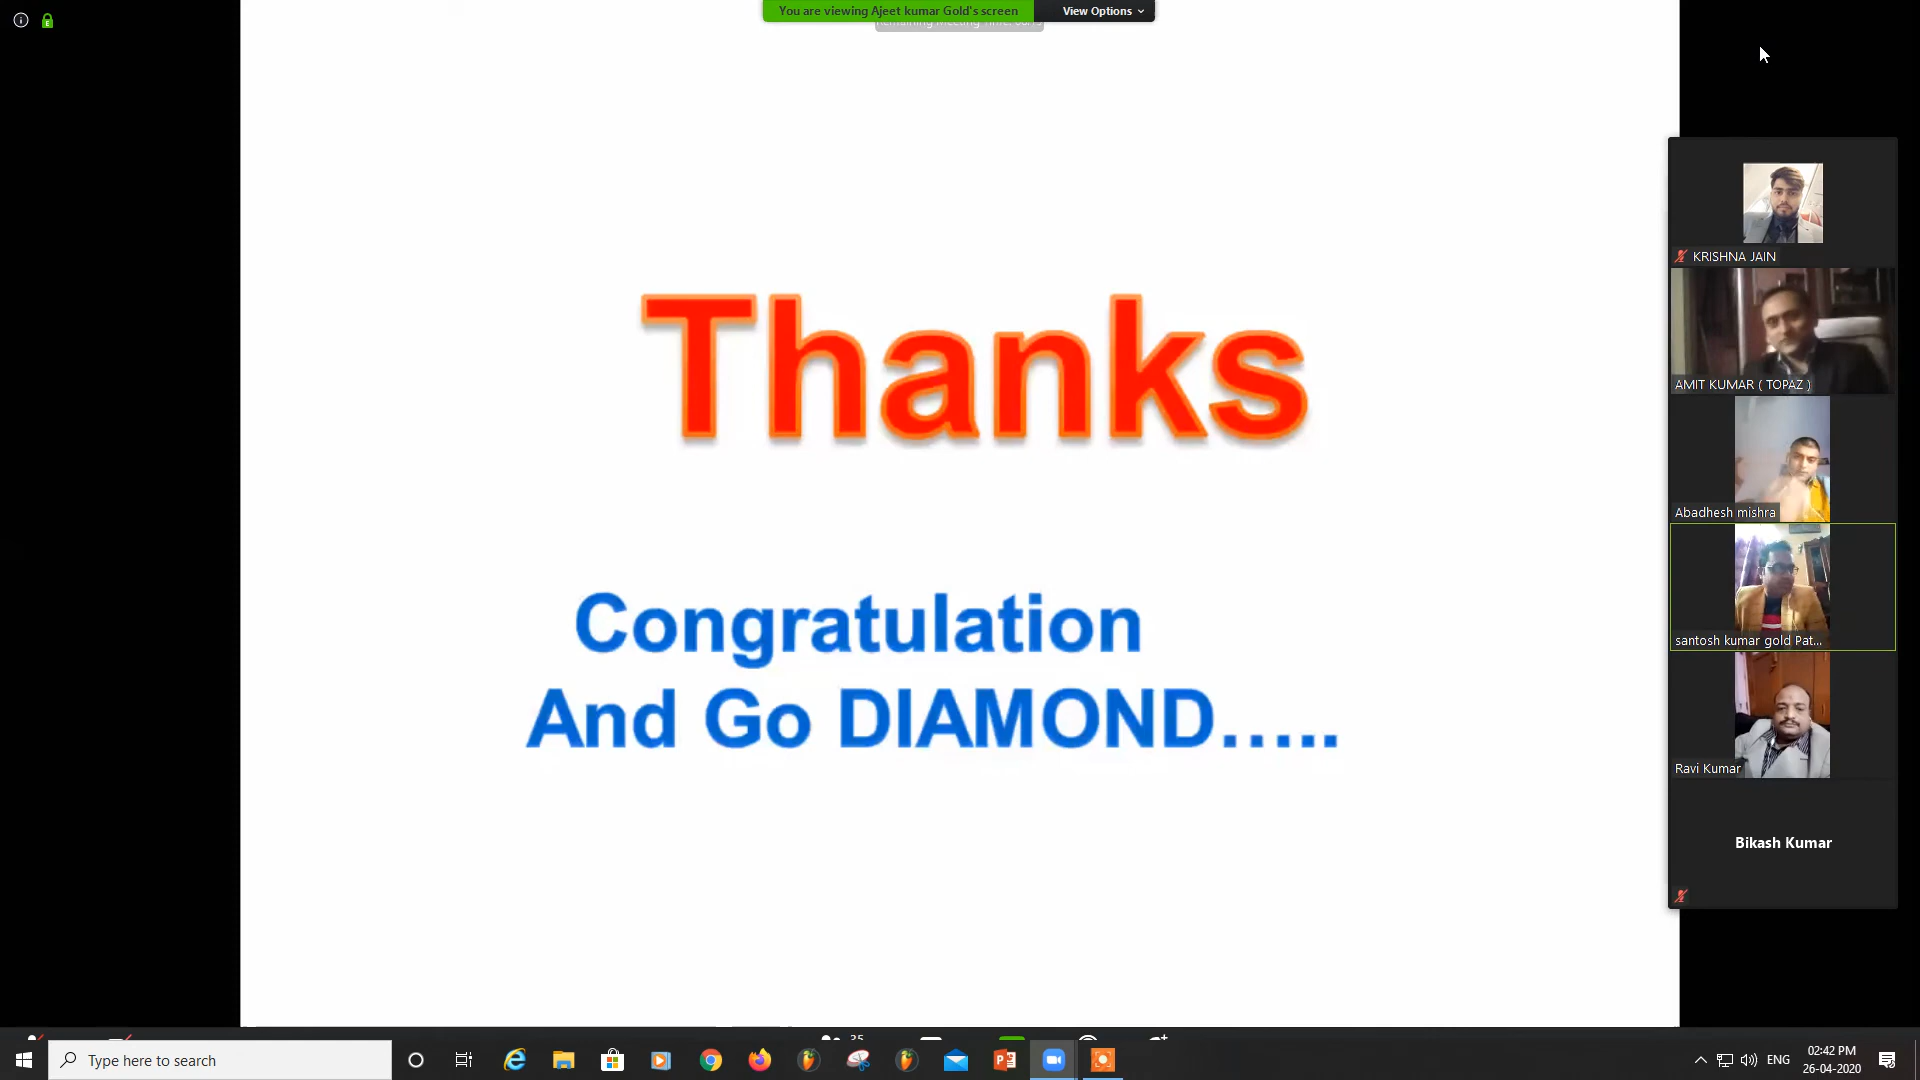 You are viewing Ajeet kumar Gold's screen
View Options
Thanks
Congratulation
And Go DIAMOND.....
KRISHNA JAIN
AMIT KUMAR ( TOPAZ )
Abadhesh mishra
santosh kumar gold Pat...
Ravi Kumar
Bikash Kumar
35
Type here to search
ENG
02:42 PM
26-04-2020